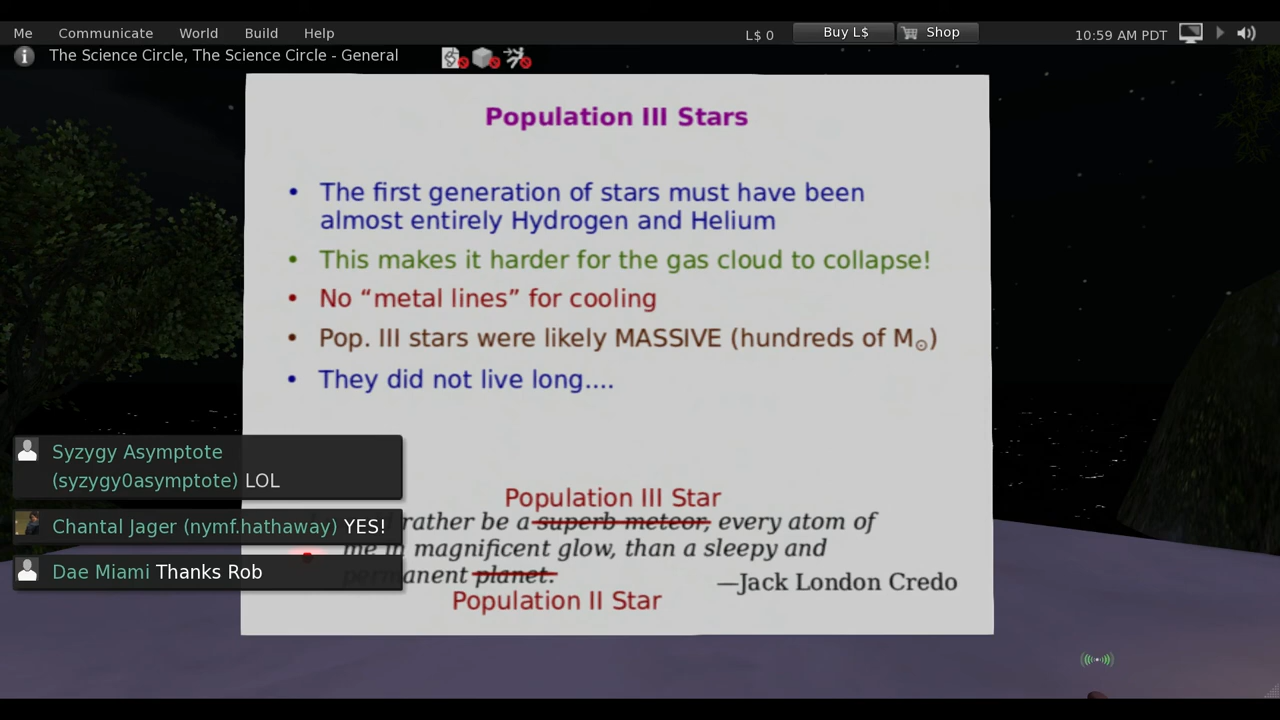 Me Communicate World Build Help L$ 0 Buy L$ Shop 10:59 AM PDT
The Science Circle, The Science Circle - General
Population III Stars
• The first generation of stars must have been
almost entirely Hydrogen and Helium
• This makes it harder for the gas cloud to collapse!
• No “metal lines” for cooling
• Pop. III stars were likely MASSIVE (hundreds of M☉)
• They did not live long....
Syzygy Asymptote
(syzygy0asymptote) LOL
Chantal Jager (nymf.hathaway) YES!
Dae Miami Thanks Rob
Population III Star
rather be a superb meteor, every atom of
me in magnificent glow, than a sleepy and
permanent planet.
—Jack London Credo
Population II Star